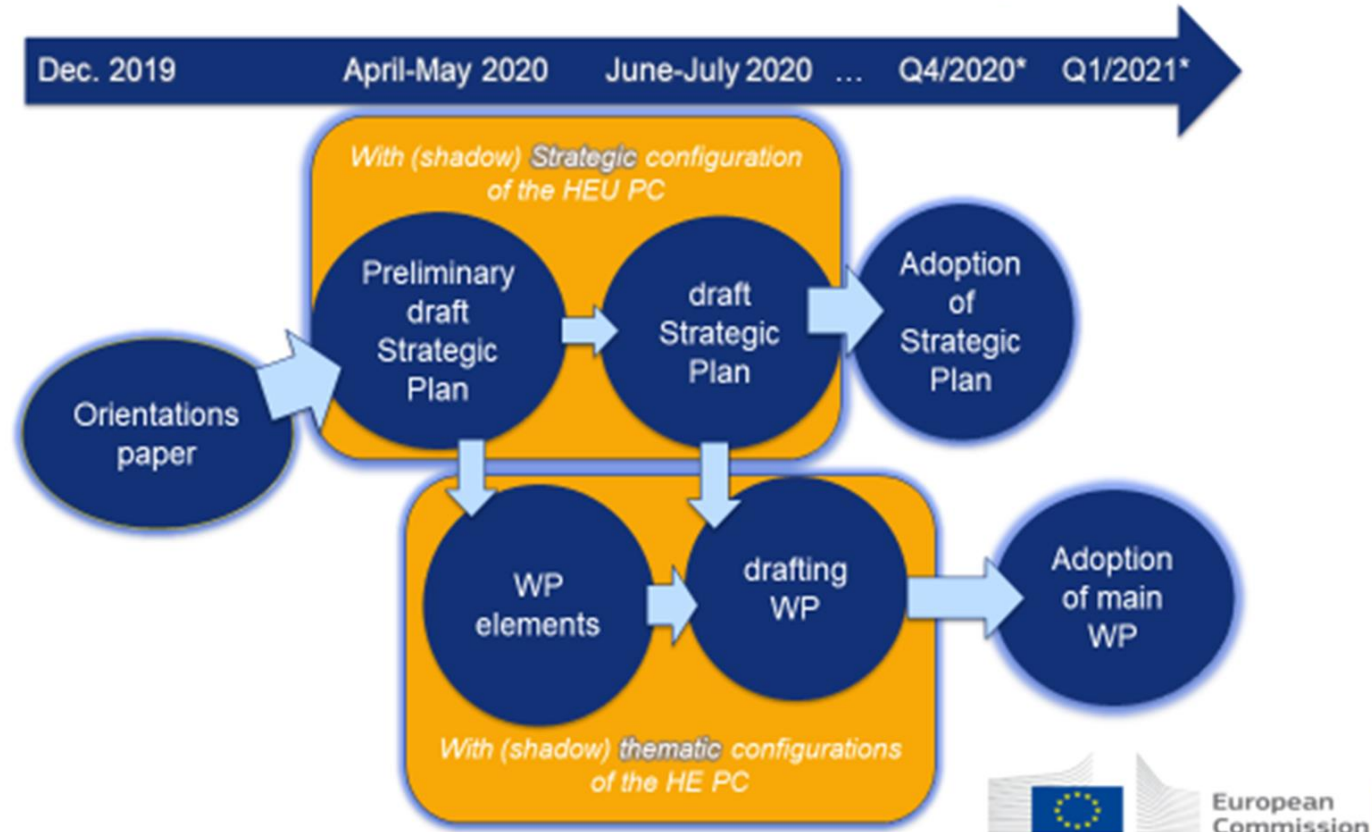 Dec. 2019 April-May 2020 June-July 2020 ... Q4/2020* Q1/2021*
With (shadow) Strategic configuration
of the HEU PC
Orientations
paper
Preliminary
draft
Strategic
Plan
draft
Strategic
Plan
Adoption
of
Strategic
Plan
WP
elements
drafting
WP
Adoption
of main
WP
With (shadow) thematic configurations
of the HE PC
European
Commission